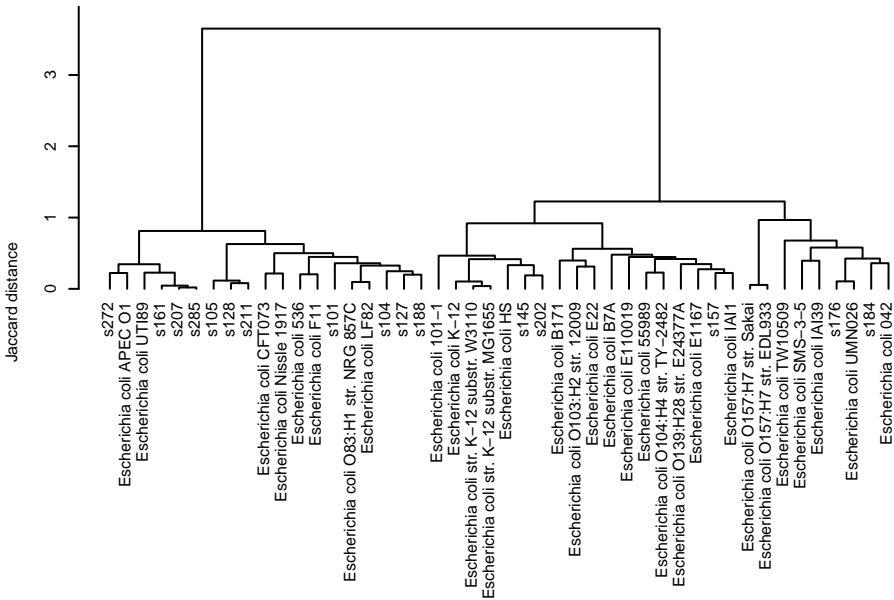 Jaccard distance
3
2
1
0
s272
Escherichia coli APEC O1
Escherichia coli UTI89
s161
s207
s285
s105
s128
s211
Escherichia coli CFT073
Escherichia coli Nissle 1917
Escherichia coli 536
Escherichia coli F11
s101
Escherichia coli O83:H1 str. NRG 857C
Escherichia coli LF82
s104
s127
s188
Escherichia coli 101−1
Escherichia coli K−12
Escherichia coli str. K−12 substr. W3110
Escherichia coli str. K−12 substr. MG1655
Escherichia coli HS
s145
s202
Escherichia coli B171
Escherichia coli O103:H2 str. 12009
Escherichia coli E22
Escherichia coli B7A
Escherichia coli E110019
Escherichia coli 55989
Escherichia coli O104:H4 str. TY−2482
Escherichia coli O139:H28 str. E24377A
Escherichia coli E1167
s157
Escherichia coli IAI1
Escherichia coli O157:H7 str. Sakai
Escherichia coli O157:H7 str. EDL933
Escherichia coli TW10509
Escherichia coli SMS−3−5
Escherichia coli IAI39
s176
Escherichia coli UMN026
s184
Escherichia coli 042